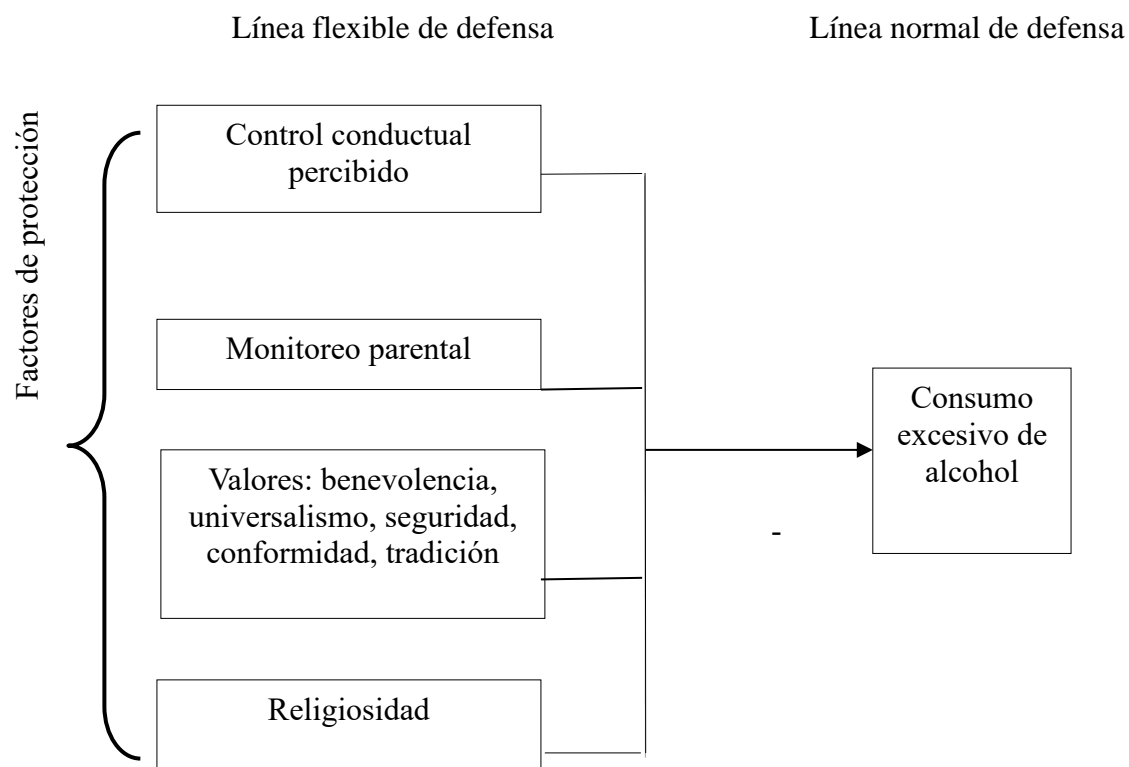 Línea flexible de defensa
Línea normal de defensa
Factores de protección
Control conductual
percibido
Monitoreo parental
Valores: benevolencia,
universalismo, seguridad,
conformidad, tradición
Religiosidad
Consumo
excesivo de
alcohol
-